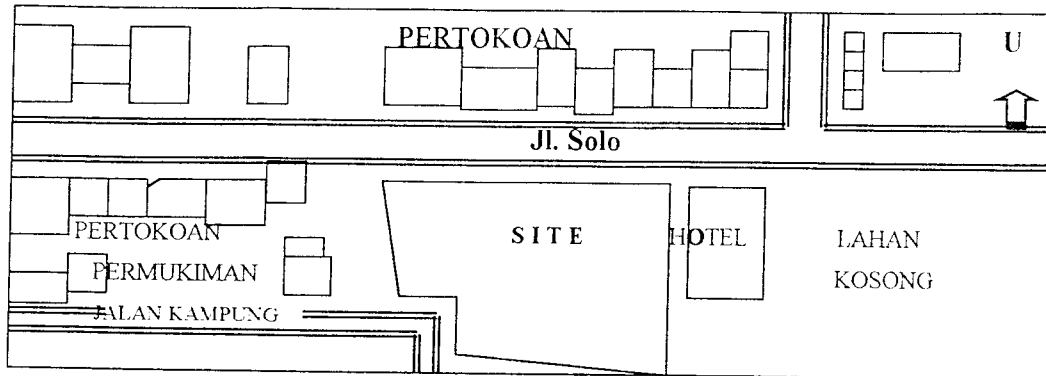 PERTOKOAN
U
Jl. Solo
PERTOKOAN
SITE
HOTEL
LAHAN
KOSONG
PERMUKIMAN
JALAN KAMPUNG